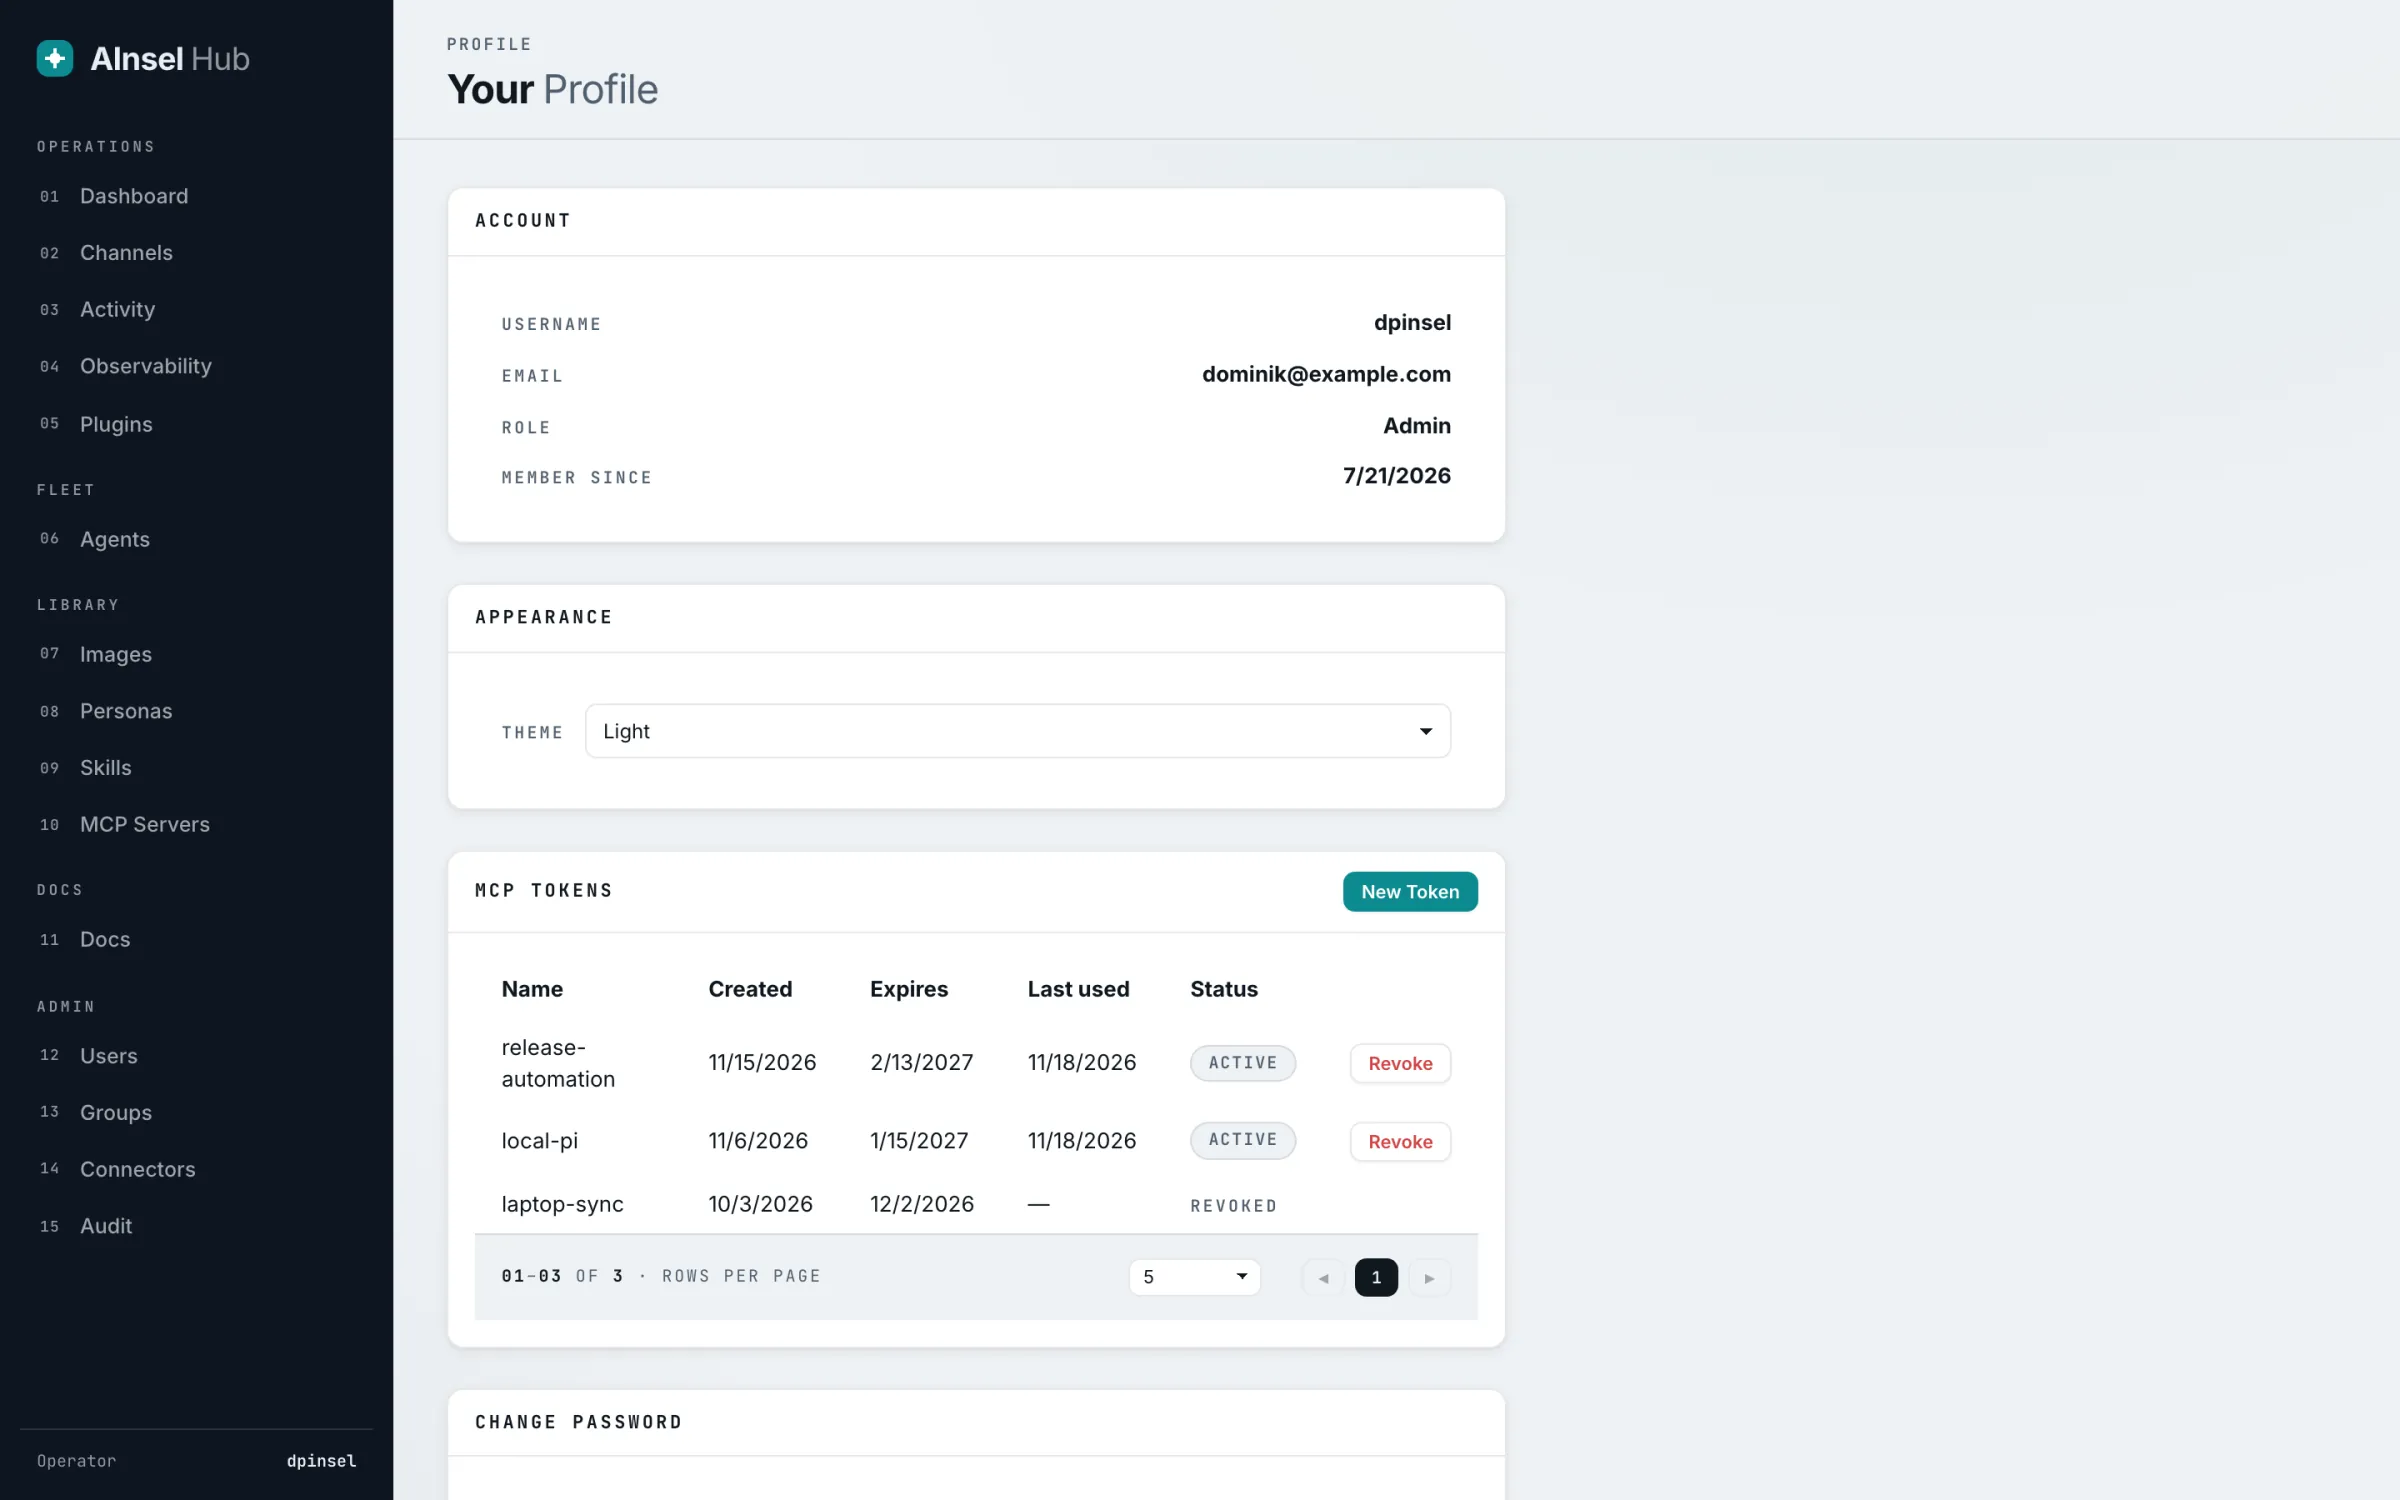 AInsel Hub
OPERATIONS
01 Dashboard
02 Channels
03 Activity
04 Observability
05 Plugins
FLEET
06 Agents
LIBRARY
07 Images
08 Personas
09 Skills
10 MCP Servers
DOCS
11 Docs
ADMIN
12 Users
13 Groups
14 Connectors
15 Audit
Operator dpinsel
PROFILE
Your Profile
ACCOUNT
USERNAME dpinsel
EMAIL dominik@example.com
ROLE Admin
MEMBER SINCE 7/21/2026
APPEARANCE
THEME Light
MCP TOKENS New Token
Name Created Expires Last used Status
release-
automation 11/15/2026 2/13/2027 11/18/2026 ACTIVE Revoke
local-pi 11/6/2026 1/15/2027 11/18/2026 ACTIVE Revoke
laptop-sync 10/3/2026 12/2/2026 — REVOKED
01–03 OF 3 · ROWS PER PAGE 5 ◀ 1 ▶
CHANGE PASSWORD